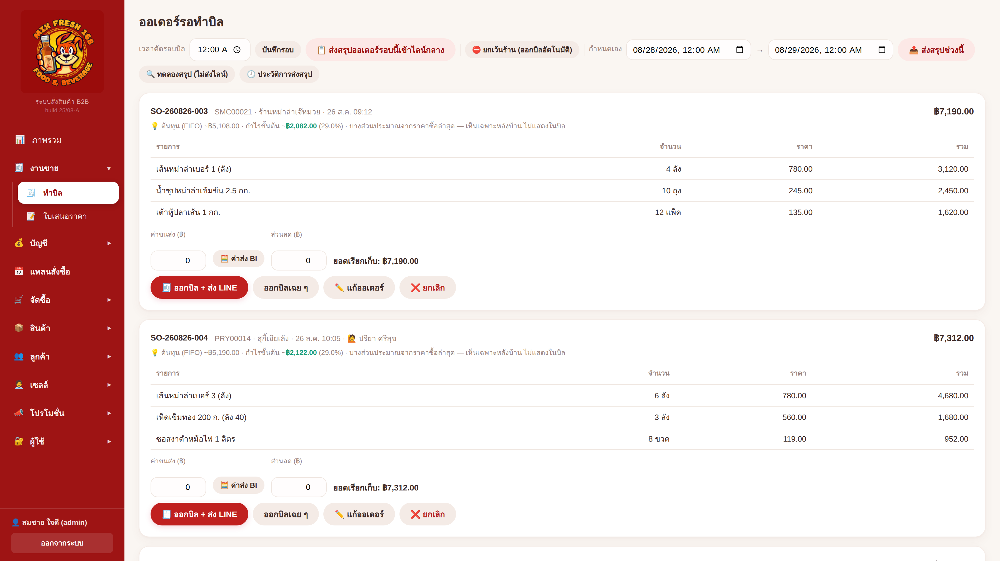 MIX FRESH 168
FOOD & BEVERAGE
ระบบสั่งสินค้า B2B
build 25/08-A
ภาพรวม
งานขาย ▾
ทำบิล
ใบเสนอราคา
บัญชี ▸
แพลนสั่งซื้อ
จัดซื้อ ▸
สินค้า ▸
ลูกค้า ▸
เซลล์ ▸
โปรโมชั่น ▸
ผู้ใช้ ▸
สมชาย ใจดี (admin)
ออกจากระบบ
ออเดอร์รอทำบิล
เวลาตัดรอบบิล 12:00 บันทึกรอบ ส่งสรุปออเดอร์รอบนี้เข้าไลน์กลาง ยกเว้นร้าน (ออกบิลอัตโนมัติ) กำหนดเอง 08/28/2026, 12:00 AM → 08/29/2026, 12:00 AM ส่งสรุปช่วงนี้
ทดลองสรุป (ไม่ส่งไลน์) ประวัติการส่งสรุป
SO-260826-003 SMC00021 · ร้านหม่าล่าเจ๊หมวย · 26 ส.ค. 09:12 ฿7,190.00
ต้นทุน (FIFO) ~฿5,108.00 · กำไรขั้นต้น ~฿2,082.00 (29.0%) · บางส่วนประมาณจากราคาซื้อล่าสุด — เห็นเฉพาะหลังบ้าน ไม่แสดงในบิล
รายการ จำนวน ราคา รวม
เส้นหม่าล่าเบอร์ 1 (ลัง) 4 ลัง 780.00 3,120.00
น้ำซุปหม่าล่าเข้มข้น 2.5 กก. 10 ถุง 245.00 2,450.00
เต้าหู้ปลาเส้น 1 กก. 12 แพ็ค 135.00 1,620.00
ค่าขนส่ง (฿) ส่วนลด (฿)
0 ค่าส่ง BI 0 ยอดเรียกเก็บ: ฿7,190.00
ออกบิล + ส่ง LINE ออกบิลเฉย ๆ แก้ออเดอร์ ยกเลิก
SO-260826-004 PRY00014 · สุกี้เฮียเล้ง · 26 ส.ค. 10:05 · ปรียา ศรีสุข ฿7,312.00
ต้นทุน (FIFO) ~฿5,190.00 · กำไรขั้นต้น ~฿2,122.00 (29.0%) · บางส่วนประมาณจากราคาซื้อล่าสุด — เห็นเฉพาะหลังบ้าน ไม่แสดงในบิล
รายการ จำนวน ราคา รวม
เส้นหม่าล่าเบอร์ 3 (ลัง) 6 ลัง 780.00 4,680.00
เห็ดเข็มทอง 200 ก. (ลัง 40) 3 ลัง 560.00 1,680.00
ซอสงาดำหม้อไฟ 1 ลิตร 8 ขวด 119.00 952.00
ค่าขนส่ง (฿) ส่วนลด (฿)
0 ค่าส่ง BI 0 ยอดเรียกเก็บ: ฿7,312.00
ออกบิล + ส่ง LINE ออกบิลเฉย ๆ แก้ออเดอร์ ยกเลิก